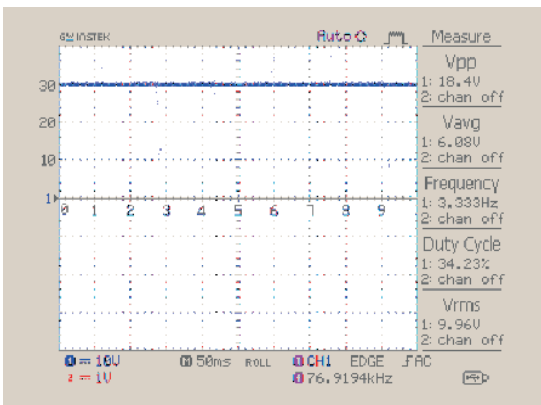 GW INSTEK Auto Measure
Vpp
1: 18.4V
2: chan off
Vavg
1: 6.08V
2: chan off
Frequency
1: 3.333Hz
2: chan off
Duty Cycle
1: 34.23%
2: chan off
Vrms
1: 9.96V
2: chan off
30
20
10
1
0 1 2 3 4 5 6 7 8 9
1 10V M 50ms ROLL 1 CH1 EDGE AC
2 1V 1 76.9194kHz